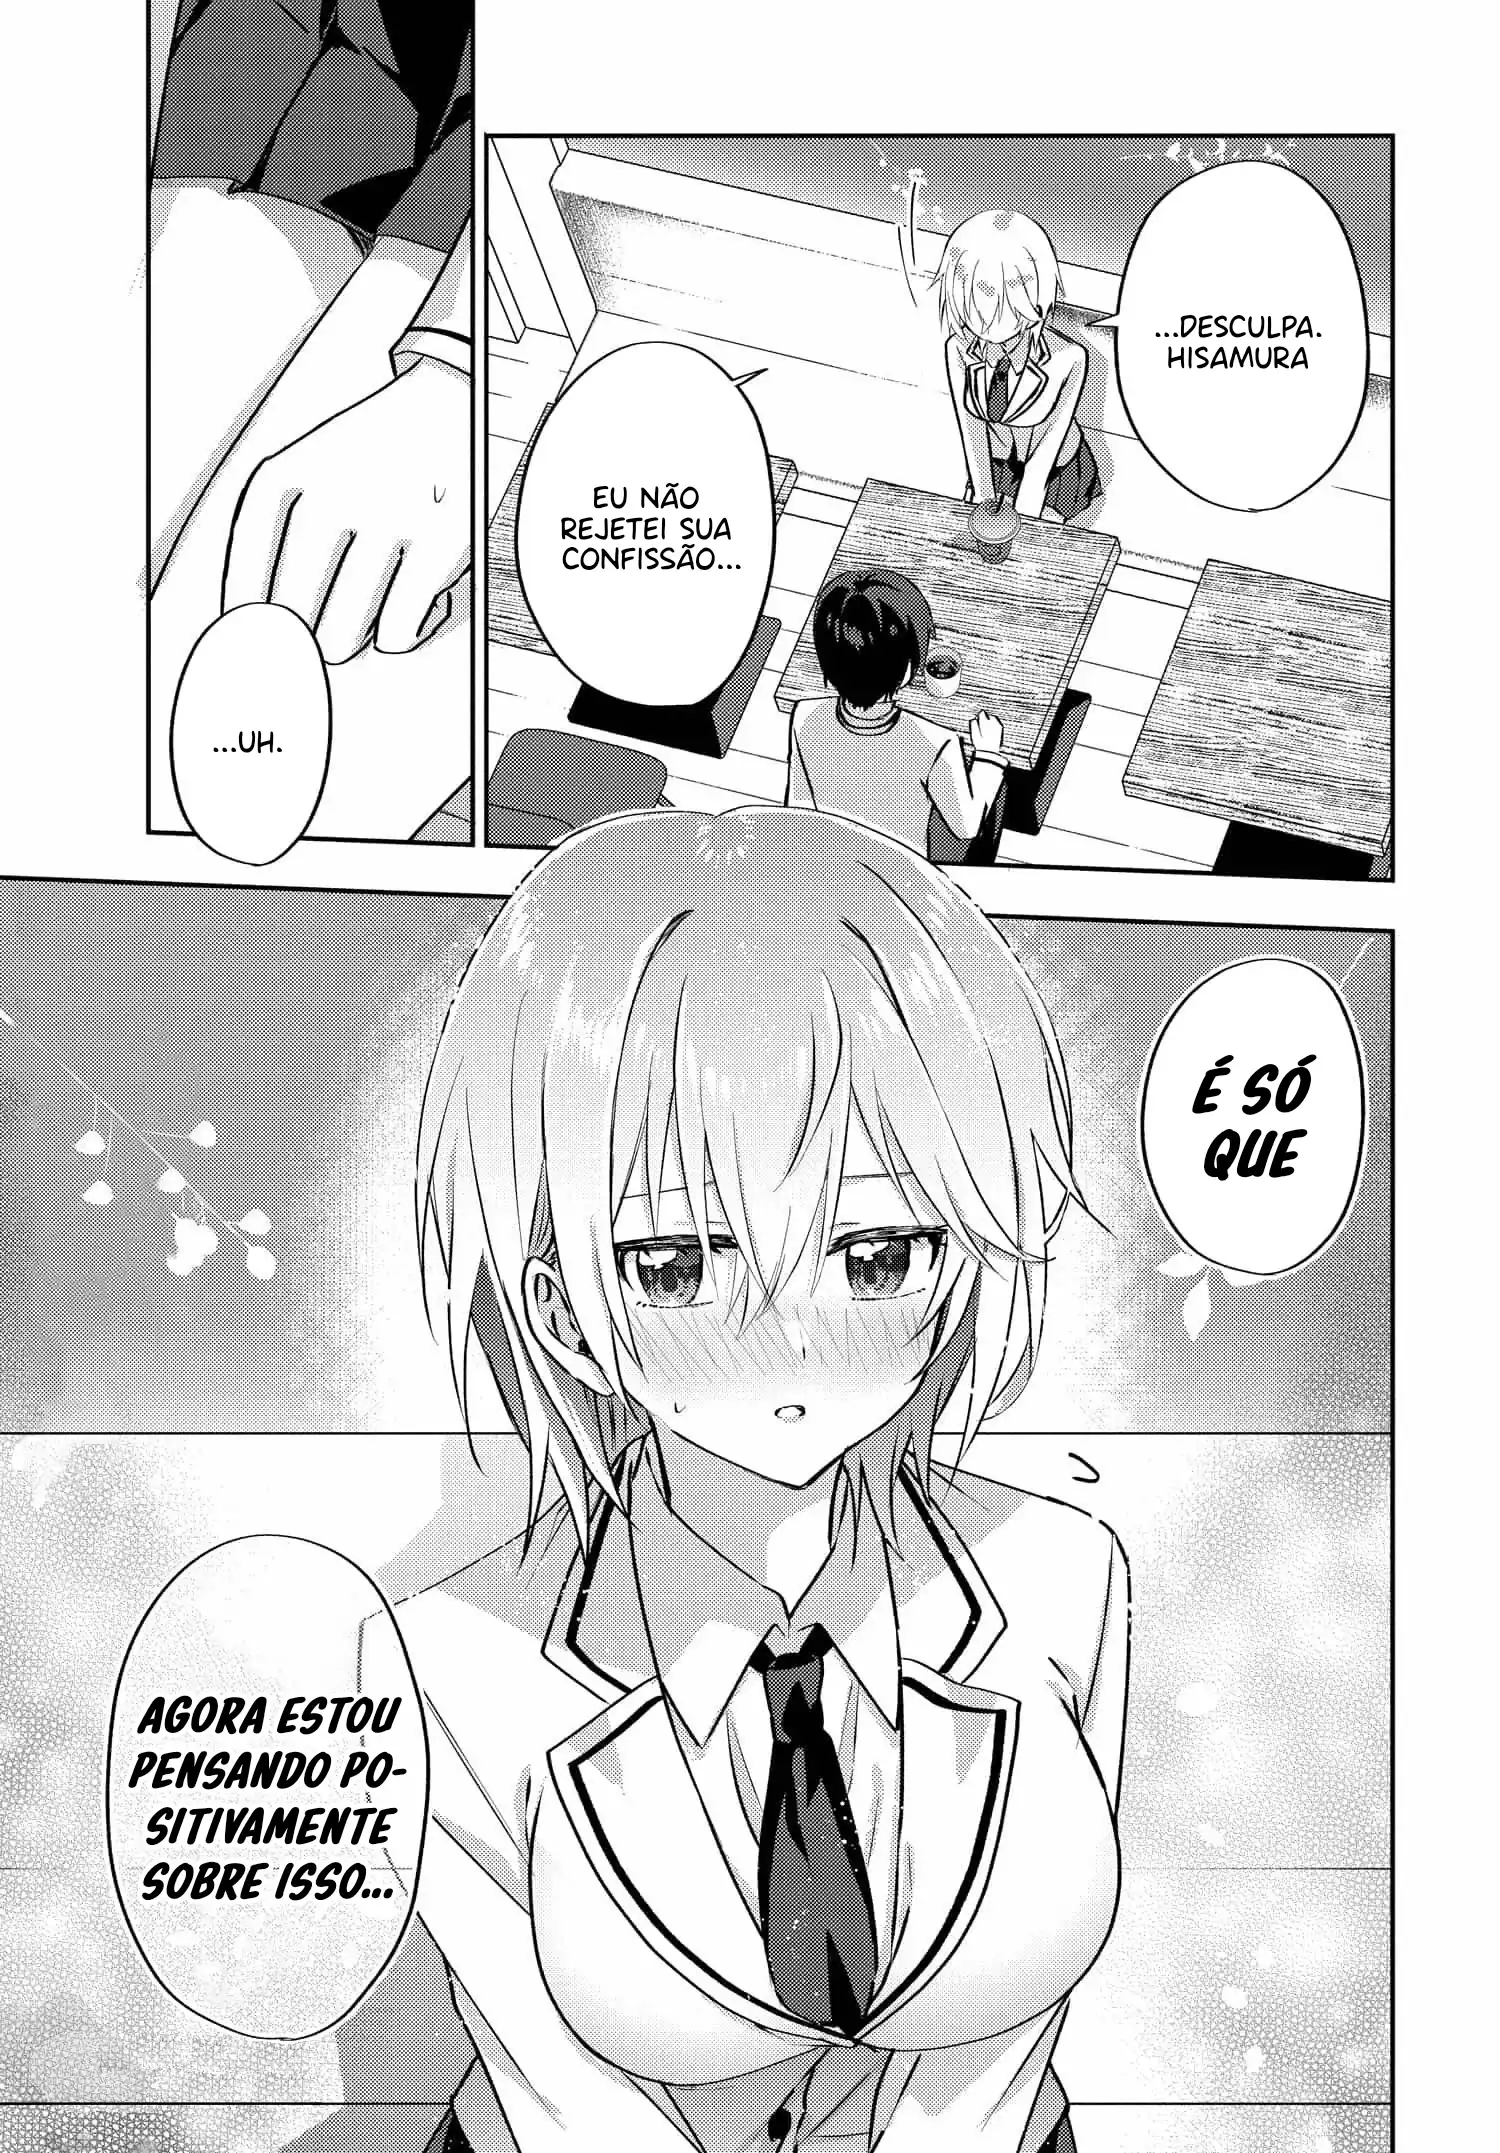 ...DESCULPA.
HISAMURA
EU NÃO
REJETEI SUA
CONFISSÃO...
...UH.
É SÓ
QUE
AGORA ESTOU
PENSANDO PO-
SITIVAMENTE
SOBRE ISSO...